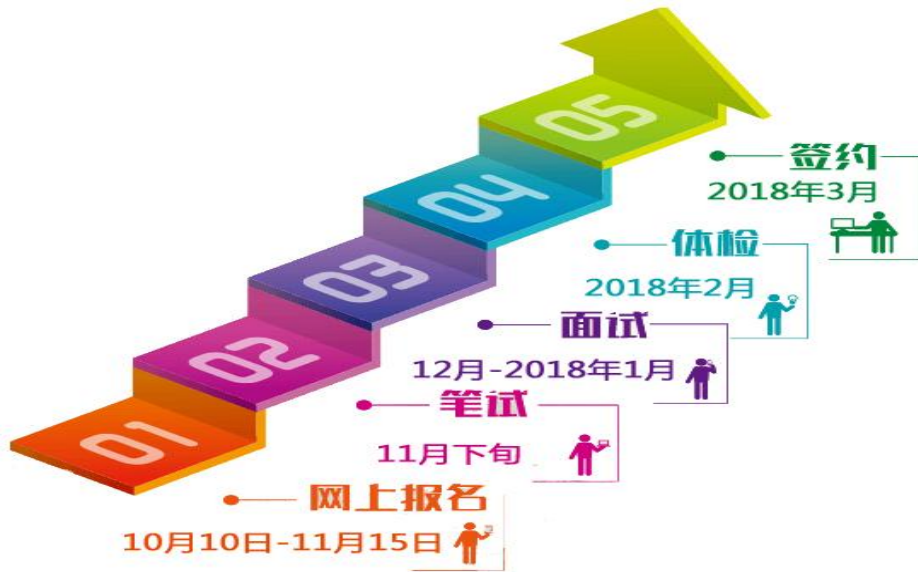 05
签约
2018年3月
04
体检
2018年2月
03
面试
12月-2018年1月
02
笔试
11月下旬
01
网上报名
10月10日-11月15日